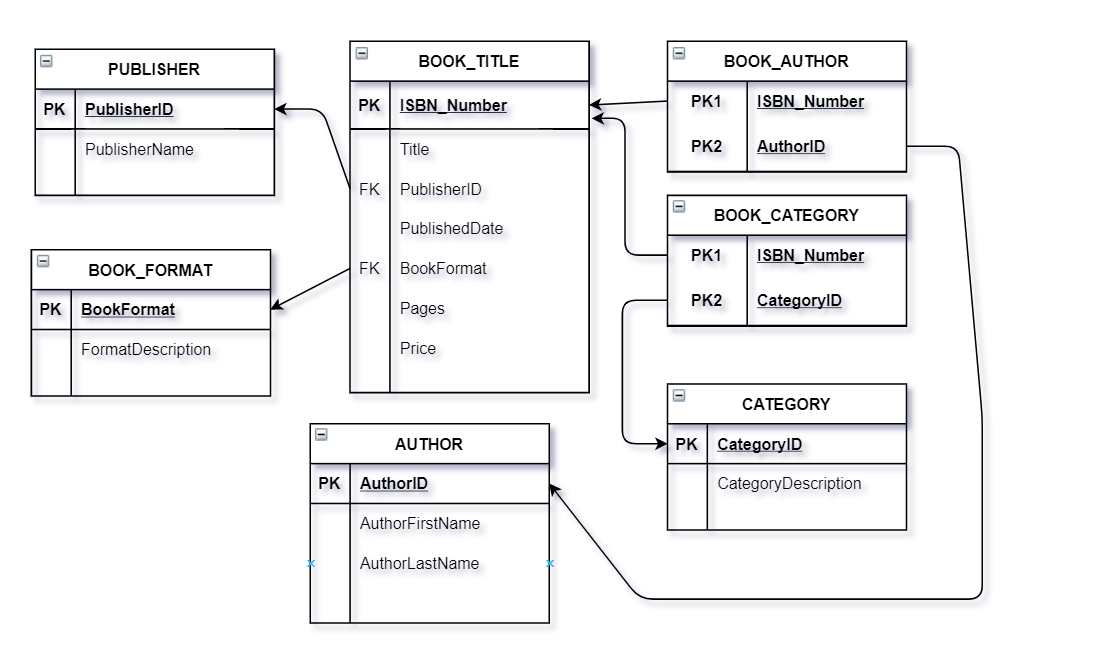 PUBLISHER
PK PublisherID
PublisherName
BOOK_FORMAT
PK BookFormat
FormatDescription
BOOK_TITLE
PK ISBN_Number
Title
FK PublisherID
PublishedDate
FK BookFormat
Pages
Price
AUTHOR
PK AuthorID
AuthorFirstName
AuthorLastName
BOOK_AUTHOR
PK1 ISBN_Number
PK2 AuthorID
BOOK_CATEGORY
PK1 ISBN_Number
PK2 CategoryID
CATEGORY
PK CategoryID
CategoryDescription